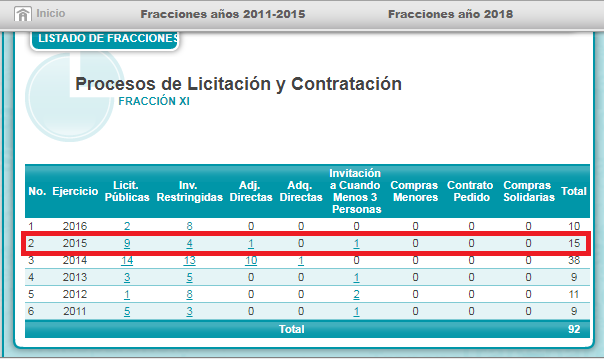 Inicio Fracciones años 2011-2015 Fracciones año 2018
LISTADO DE FRACCIONES
Procesos de Licitación y Contratación
FRACCIÓN XI
No. Ejercicio Licit. Públicas Inv. Restringidas Adj. Directas Adq. Directas Invitación a Cuando Menos 3 Personas Compras Menores Contrato Pedido Compras Solidarias Total
1 2016 2 8 0 0 0 0 0 0 10
2 2015 9 4 1 0 1 0 0 0 15
3 2014 14 13 10 1 0 0 0 0 38
4 2013 3 5 0 0 1 0 0 0 9
5 2012 1 8 0 0 2 0 0 0 11
6 2011 5 3 0 0 1 0 0 0 9
Total 92